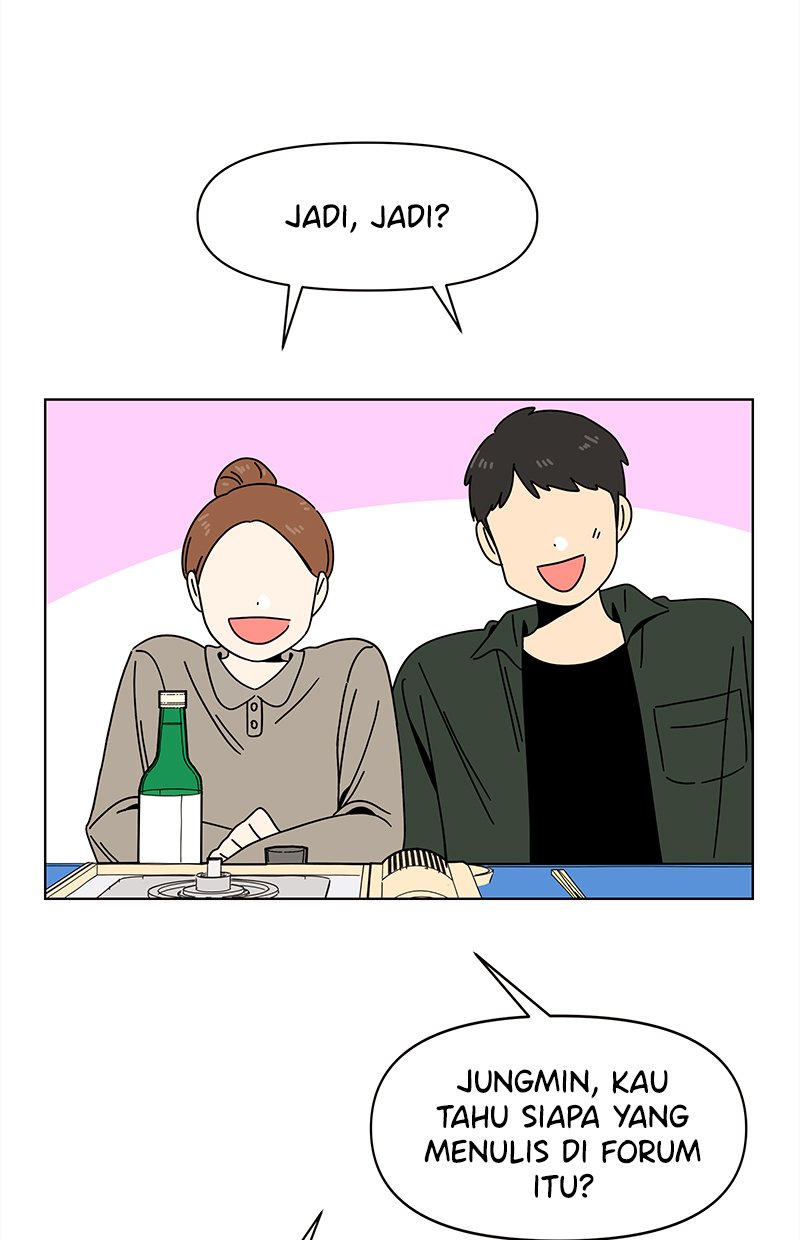 JADI, JADI?
JUNGMIN, KAU
TAHU SIAPA YANG
MENULIS DI FORUM
ITU?